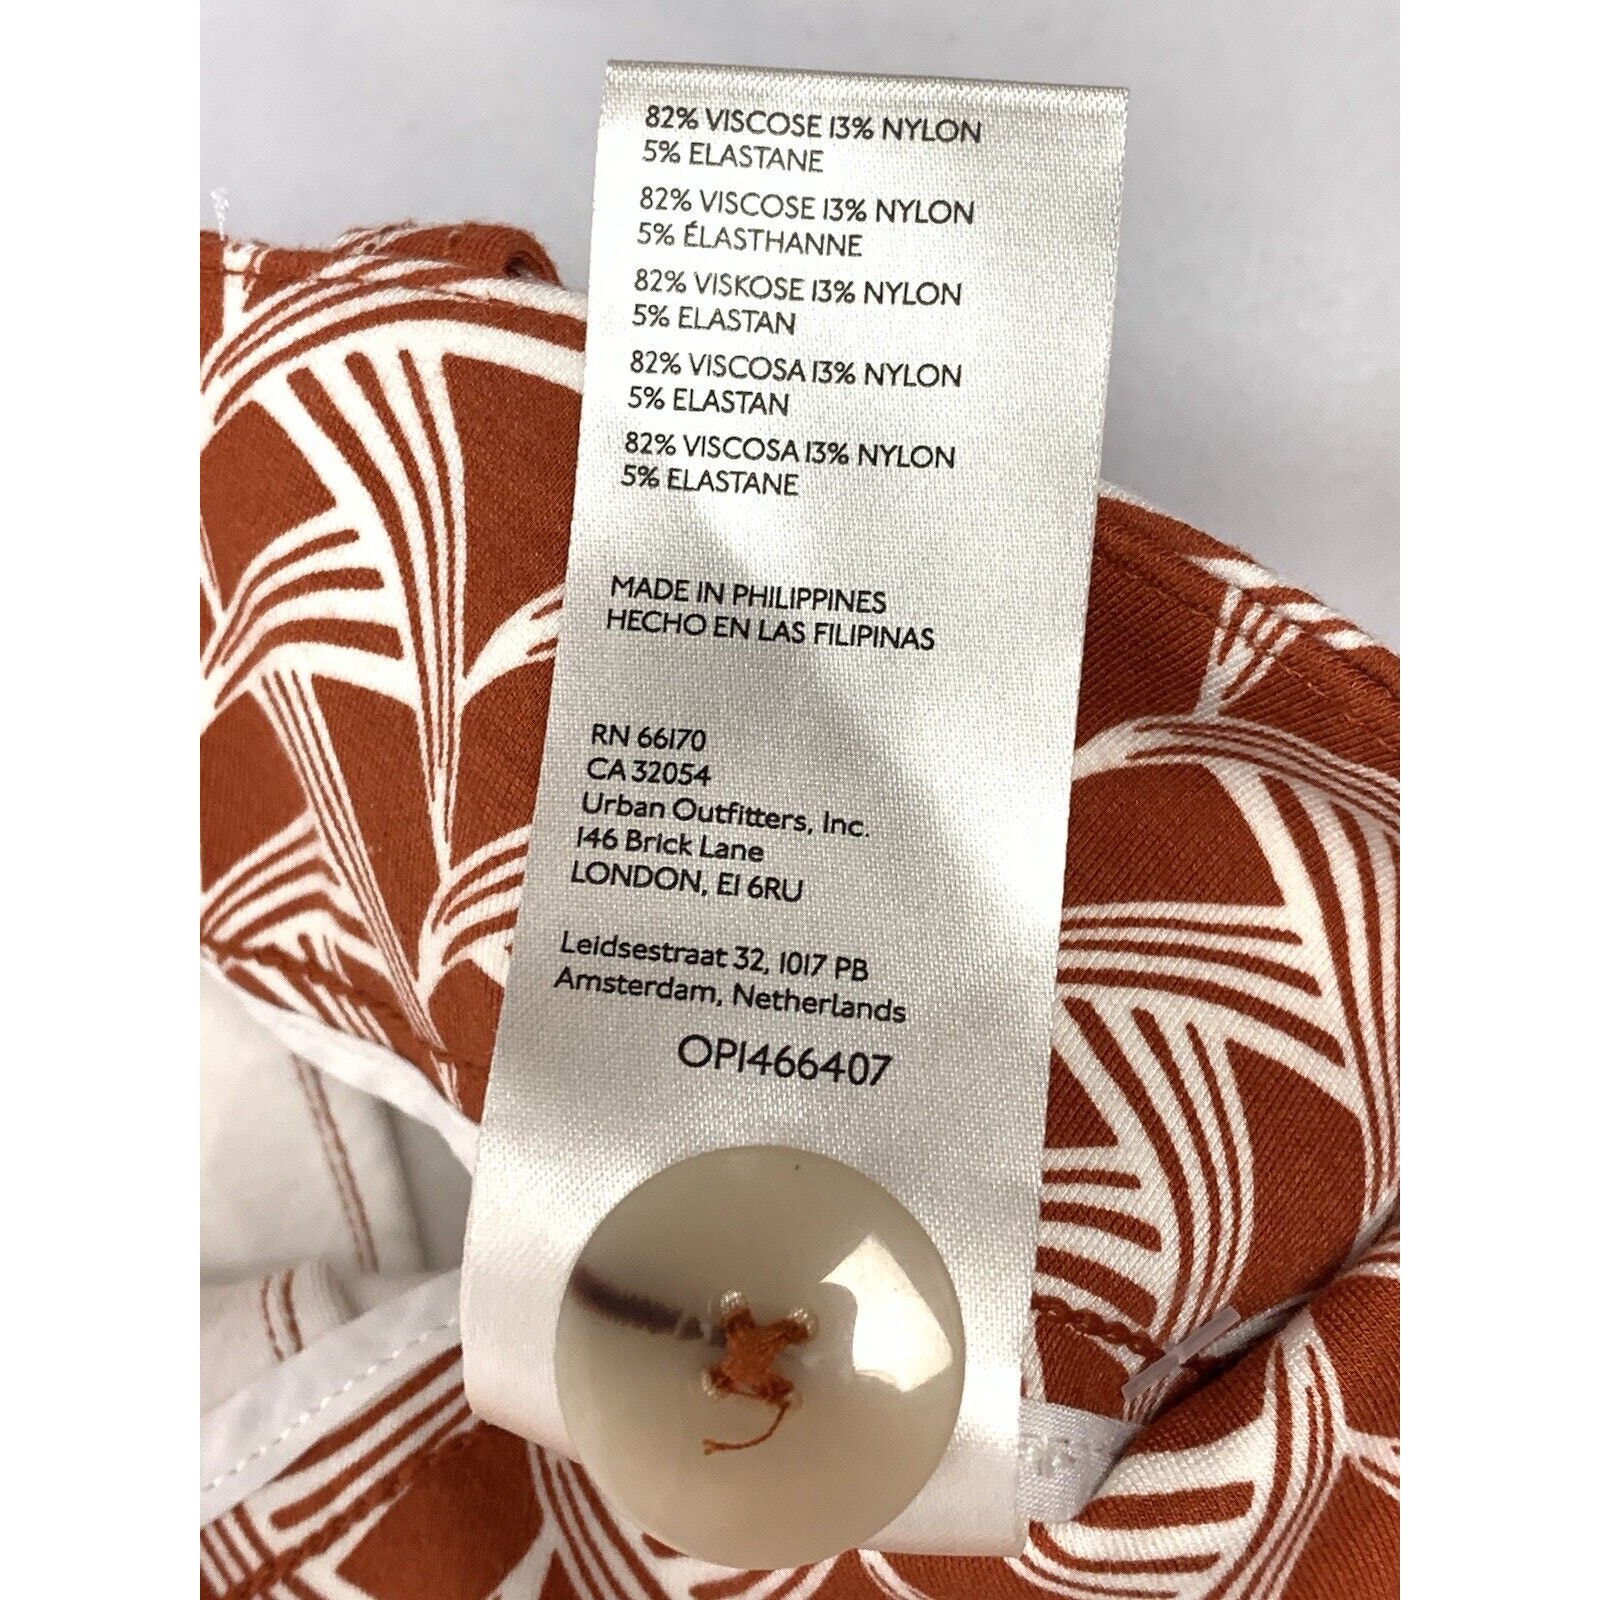 82% VISCOSE 13% NYLON
5% ELASTANE
82% VISCOSE 13% NYLON
5% ÉLASTHANNE
82% VISKOSE 13% NYLON
5% ELASTAN
82% VISCOSA 13% NYLON
5% ELASTAN
82% VISCOSA 13% NYLON
5% ELASTANE
MADE IN PHILIPPINES
HECHO EN LAS FILIPINAS
RN 66170
CA 32054
Urban Outfitters, Inc.
146 Brick Lane
LONDON, E1 6RU
Leidsestraat 32, 1017 PB
Amsterdam, Netherlands
OP1466407